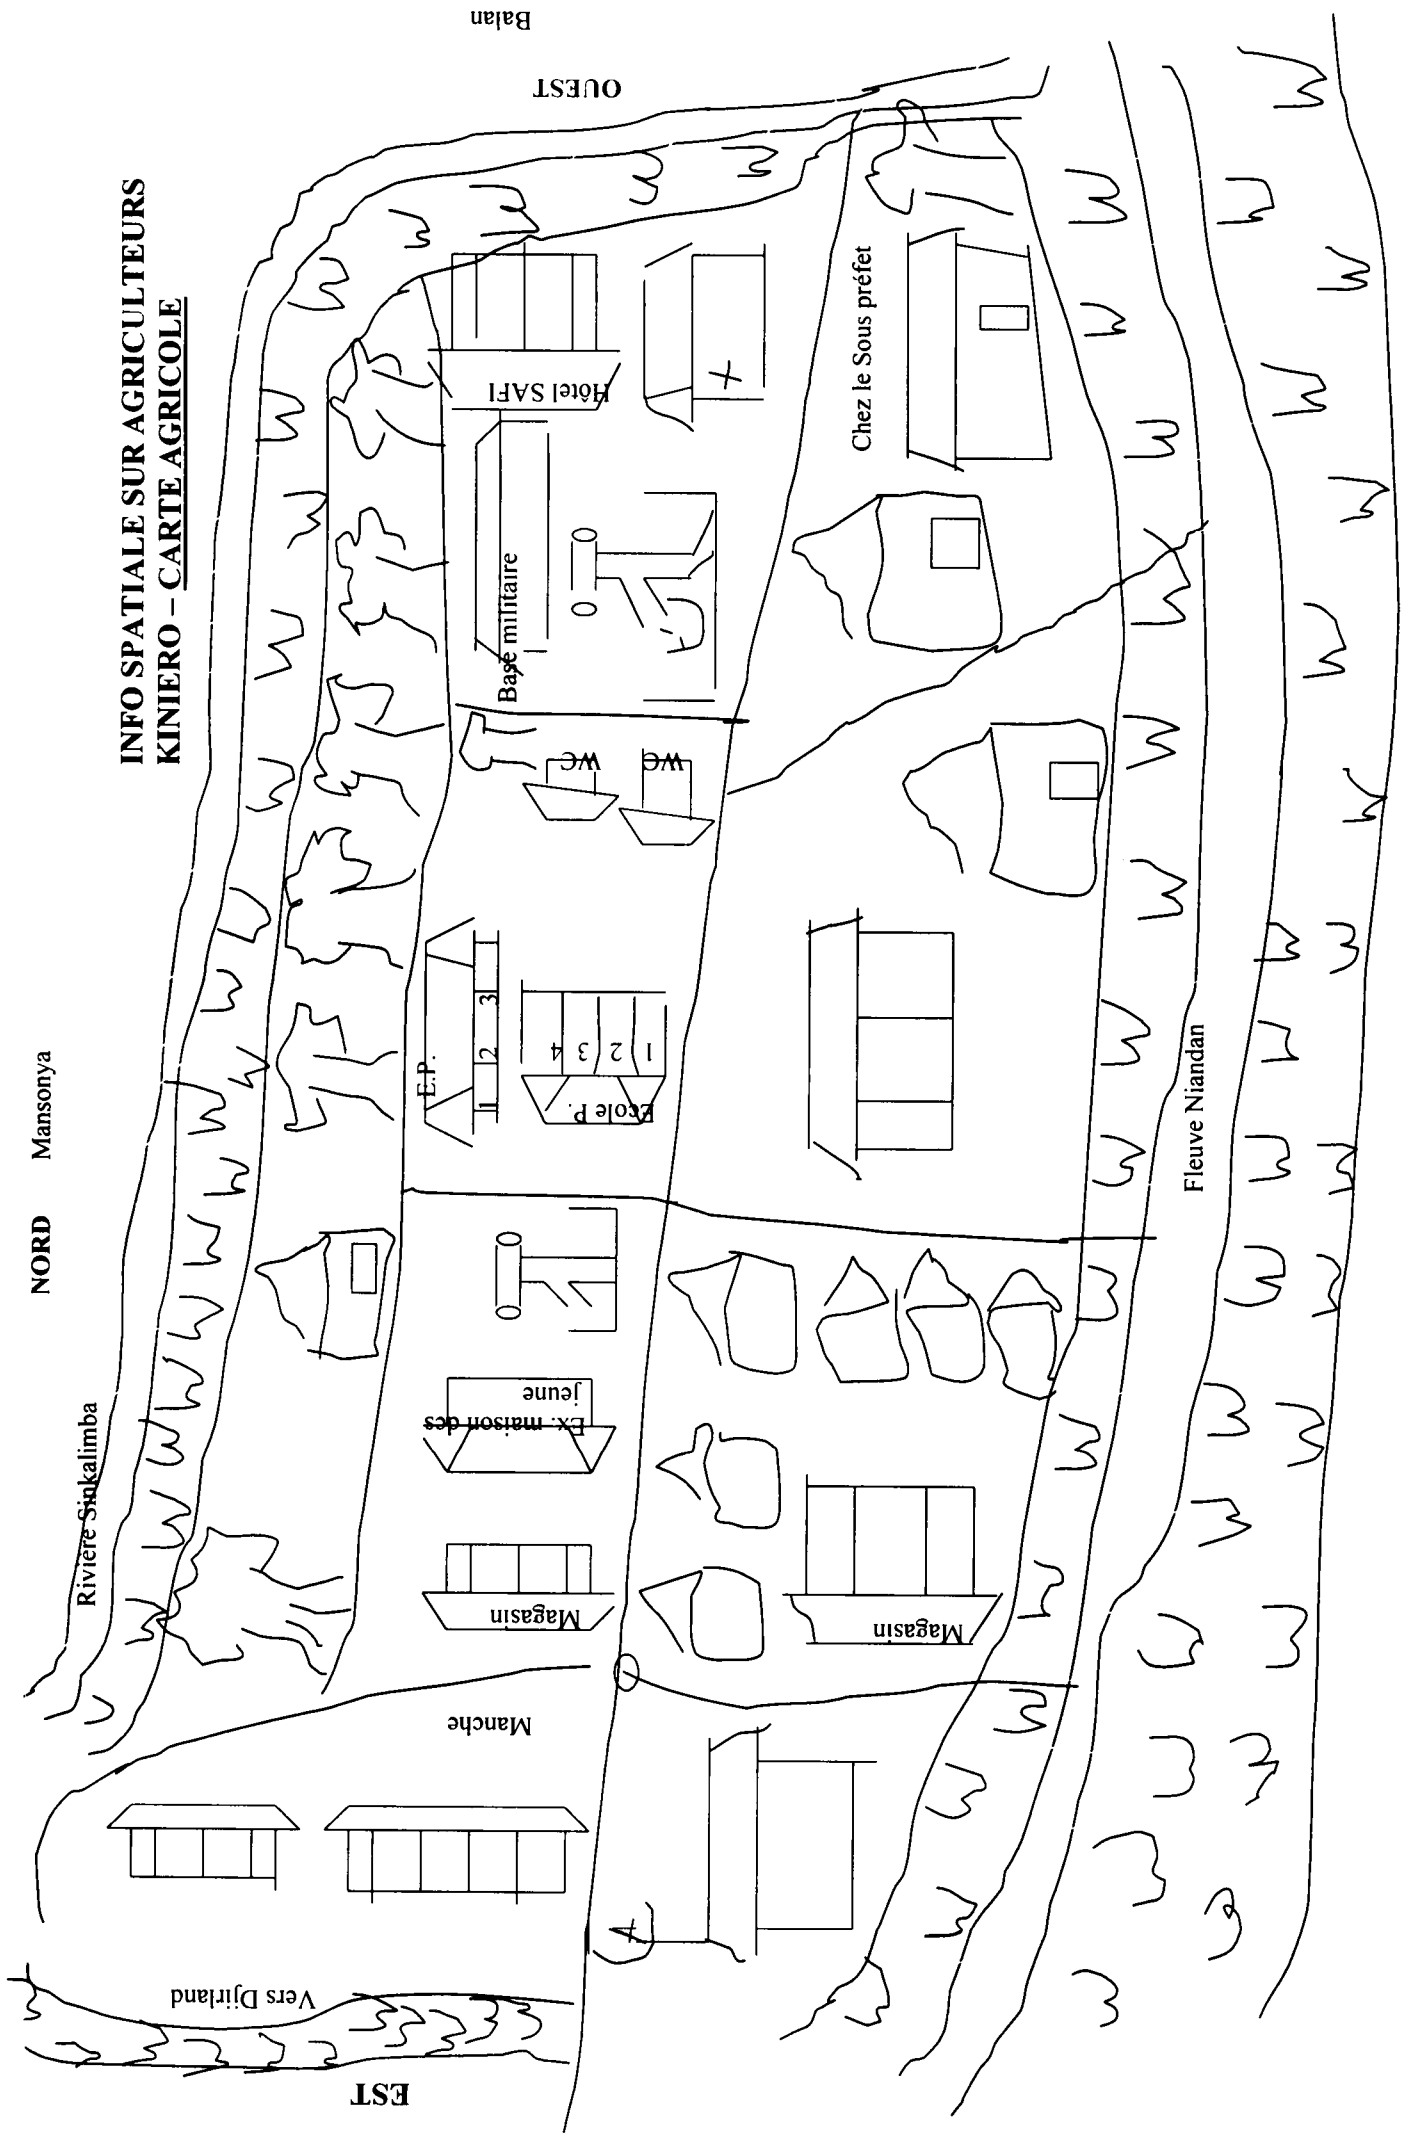 INFO SPATIALE SUR AGRICULTEURS
KINIERO – CARTE AGRICOLE
NORD
Mansonya
Rivière Sinkalimba
OUEST
Balan
EST
Vers Djirland
Manche
Magasin
Ex. maison des
jeune
E.P.
1 2 3
Ecole P.
1 2 3 4
WC
WC
Base militaire
Hôtel SAFI
Chez le Sous préfet
Magasin
Fleuve Niandan